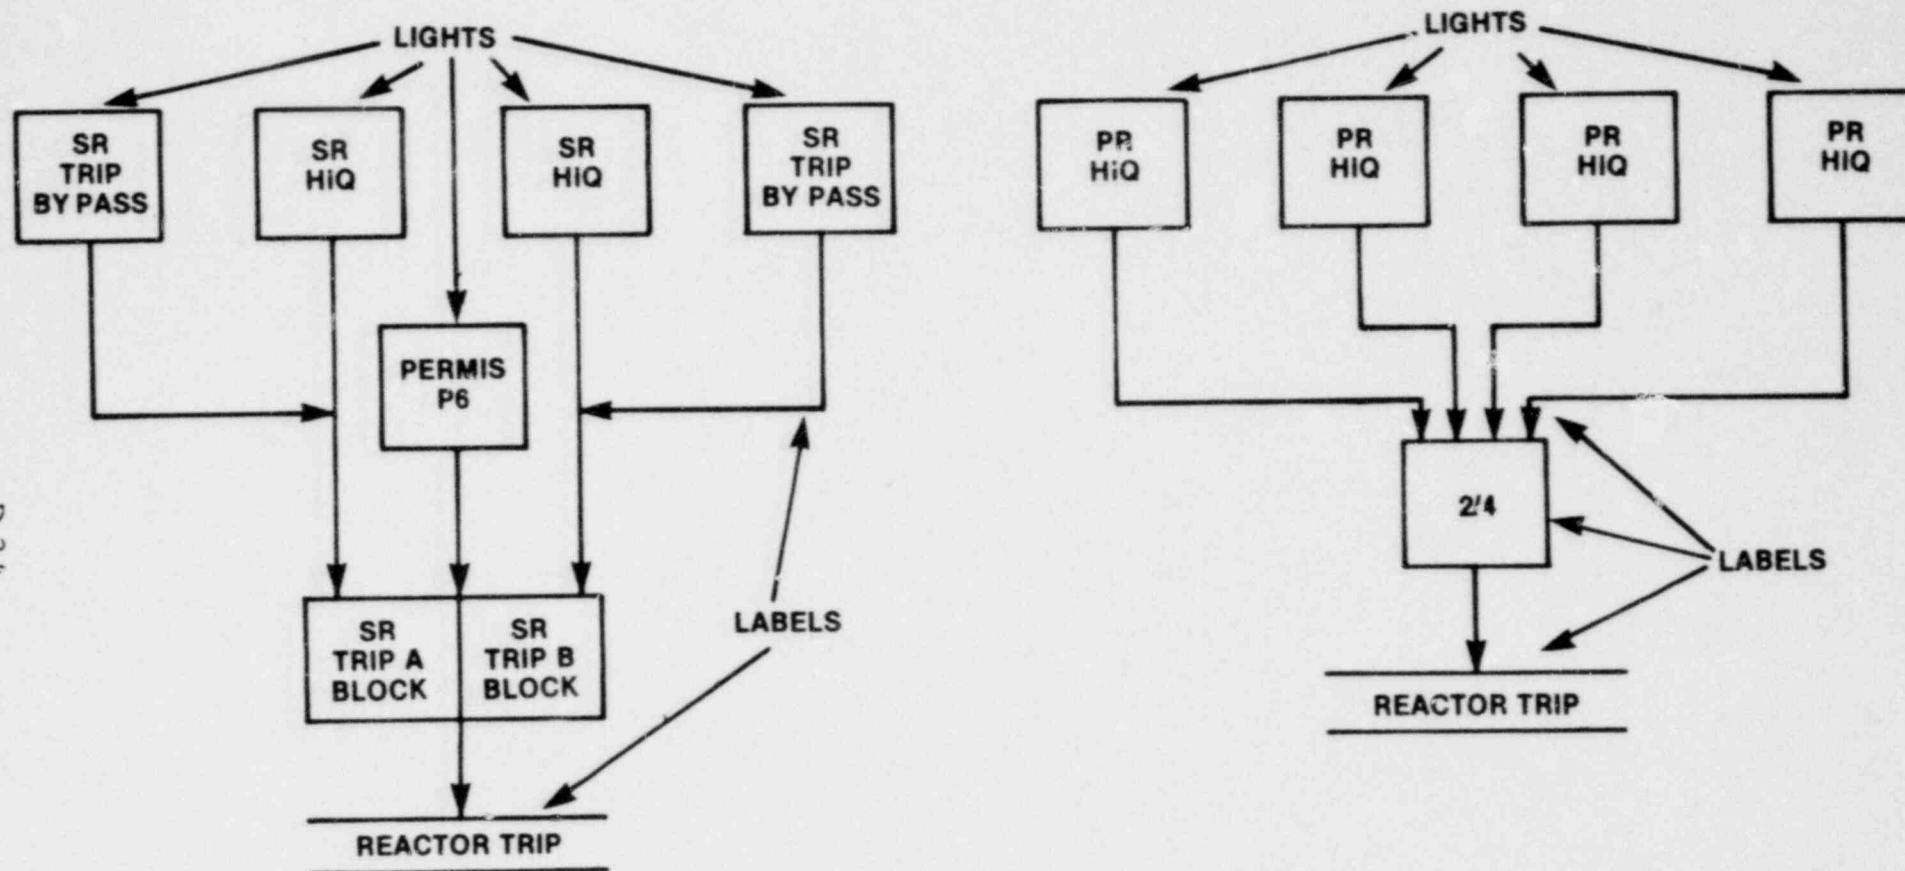 LIGHTS
SR
TRIP
BY PASS
SR
HiQ
SR
HiQ
SR
TRIP
BY PASS
PERMIS
P6
SR
TRIP A
BLOCK
SR
TRIP B
BLOCK
LABELS
REACTOR TRIP
LIGHTS
PR
HiQ
PR
HiQ
PR
HiQ
PR
HiQ
2/4
LABELS
REACTOR TRIP